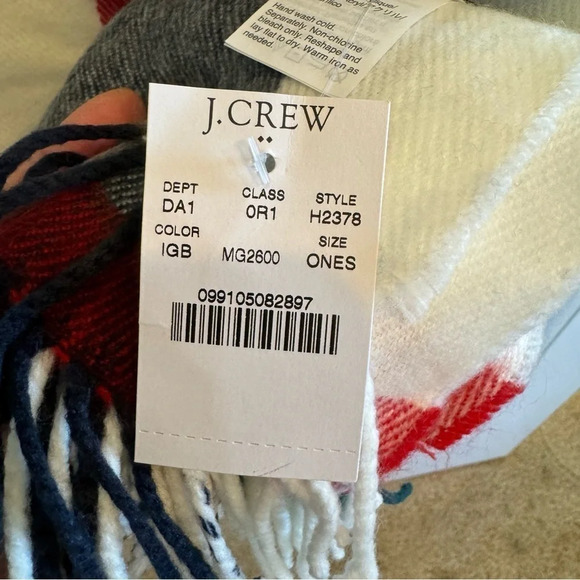 Hand wash cold.
Separately. Non-chlorine
bleach only. Reshape and
lay flat to dry. Warm iron as
needed.
J.CREW
DEPT CLASS STYLE
DA1 0R1 H2378
COLOR SIZE
IGB MG2600 ONES
099105082897